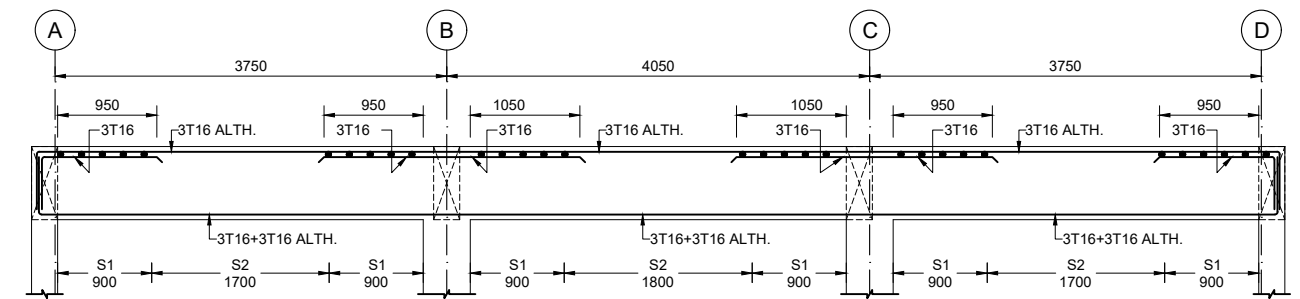 A B C D
3750 4050 3750
950 950 1050 1050 950 950
3T16 3T16 ALTH. 3T16 3T16 3T16 ALTH. 3T16 3T16 3T16 ALTH. 3T16
3T16+3T16 ALTH. 3T16+3T16 ALTH. 3T16+3T16 ALTH.
S1 S2 S1 S1 S2 S1 S1 S2 S1
900 1700 900 900 1800 900 900 1700 900